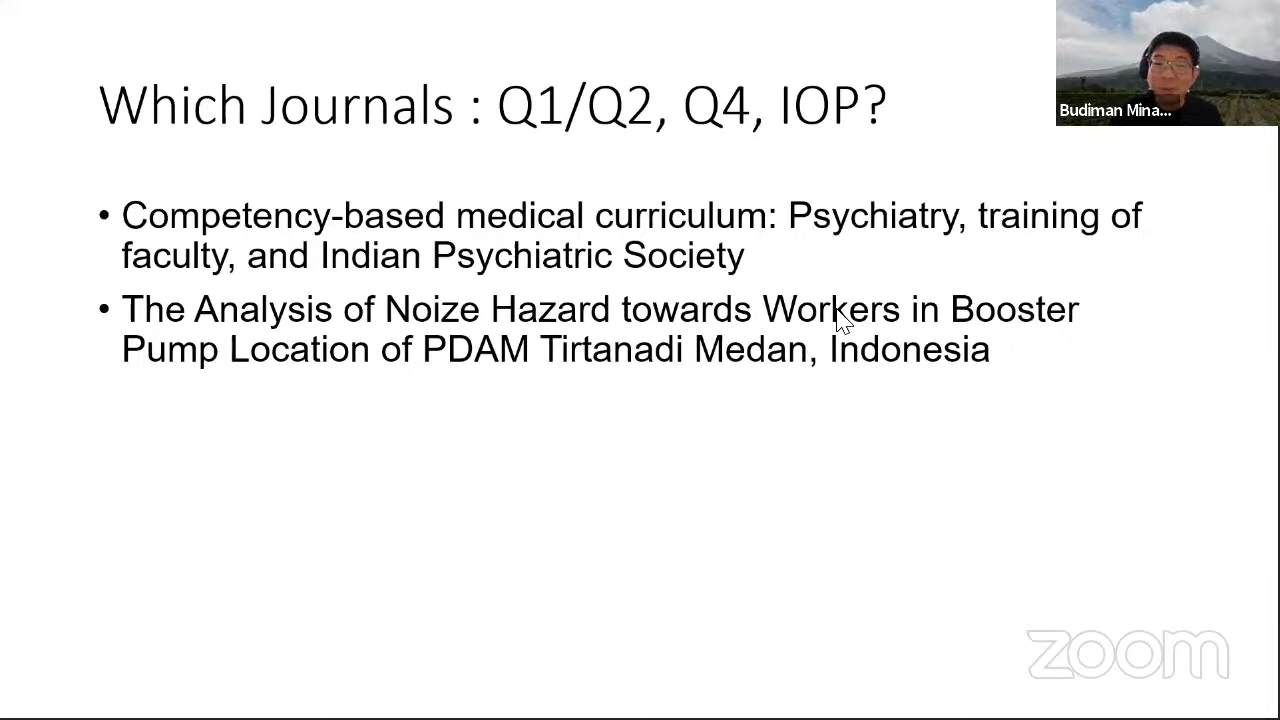 Which Journals : Q1/Q2, Q4, IOP?
Budiman Mina...
• Competency-based medical curriculum: Psychiatry, training of
faculty, and Indian Psychiatric Society
• The Analysis of Noize Hazard towards Workers in Booster
Pump Location of PDAM Tirtanadi Medan, Indonesia
zoom